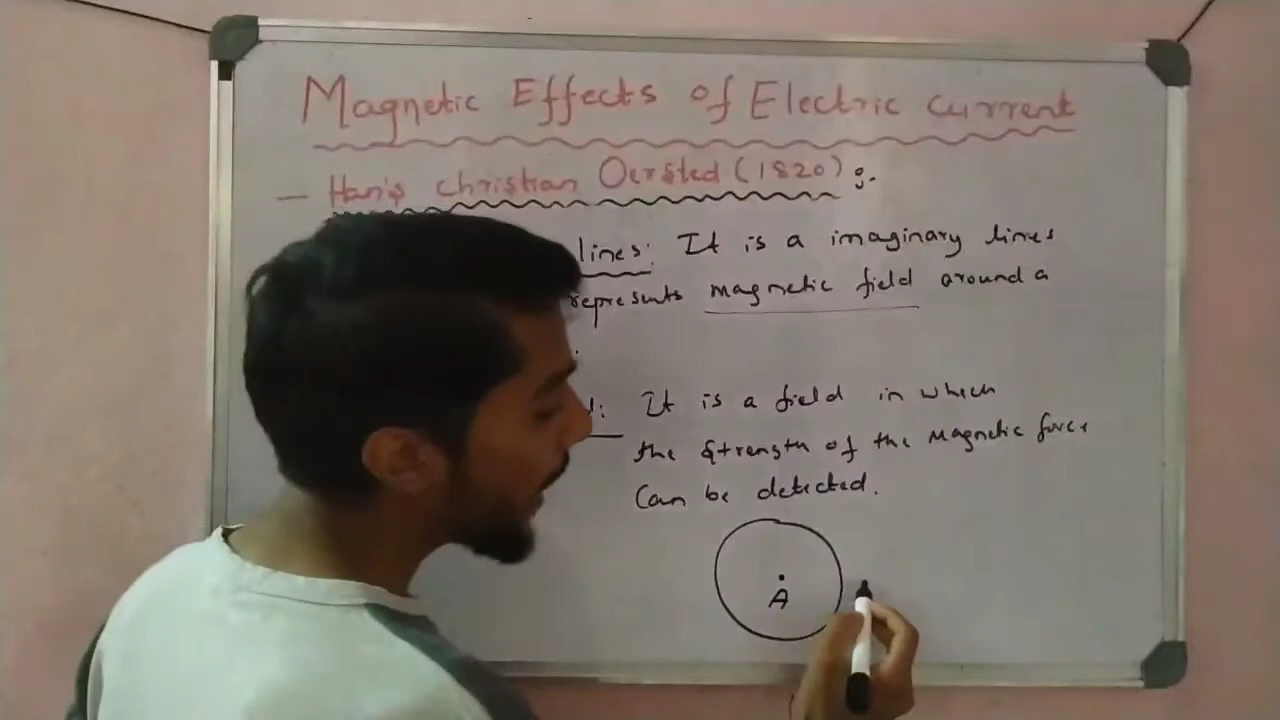 Magnetic Effects of Electric Current
— Hans Christian Oersted (1820) :-
lines: It is a imaginary lines
represents magnetic field around a
It is a field in which
the strength of the magnetic force
Can be detected.
A